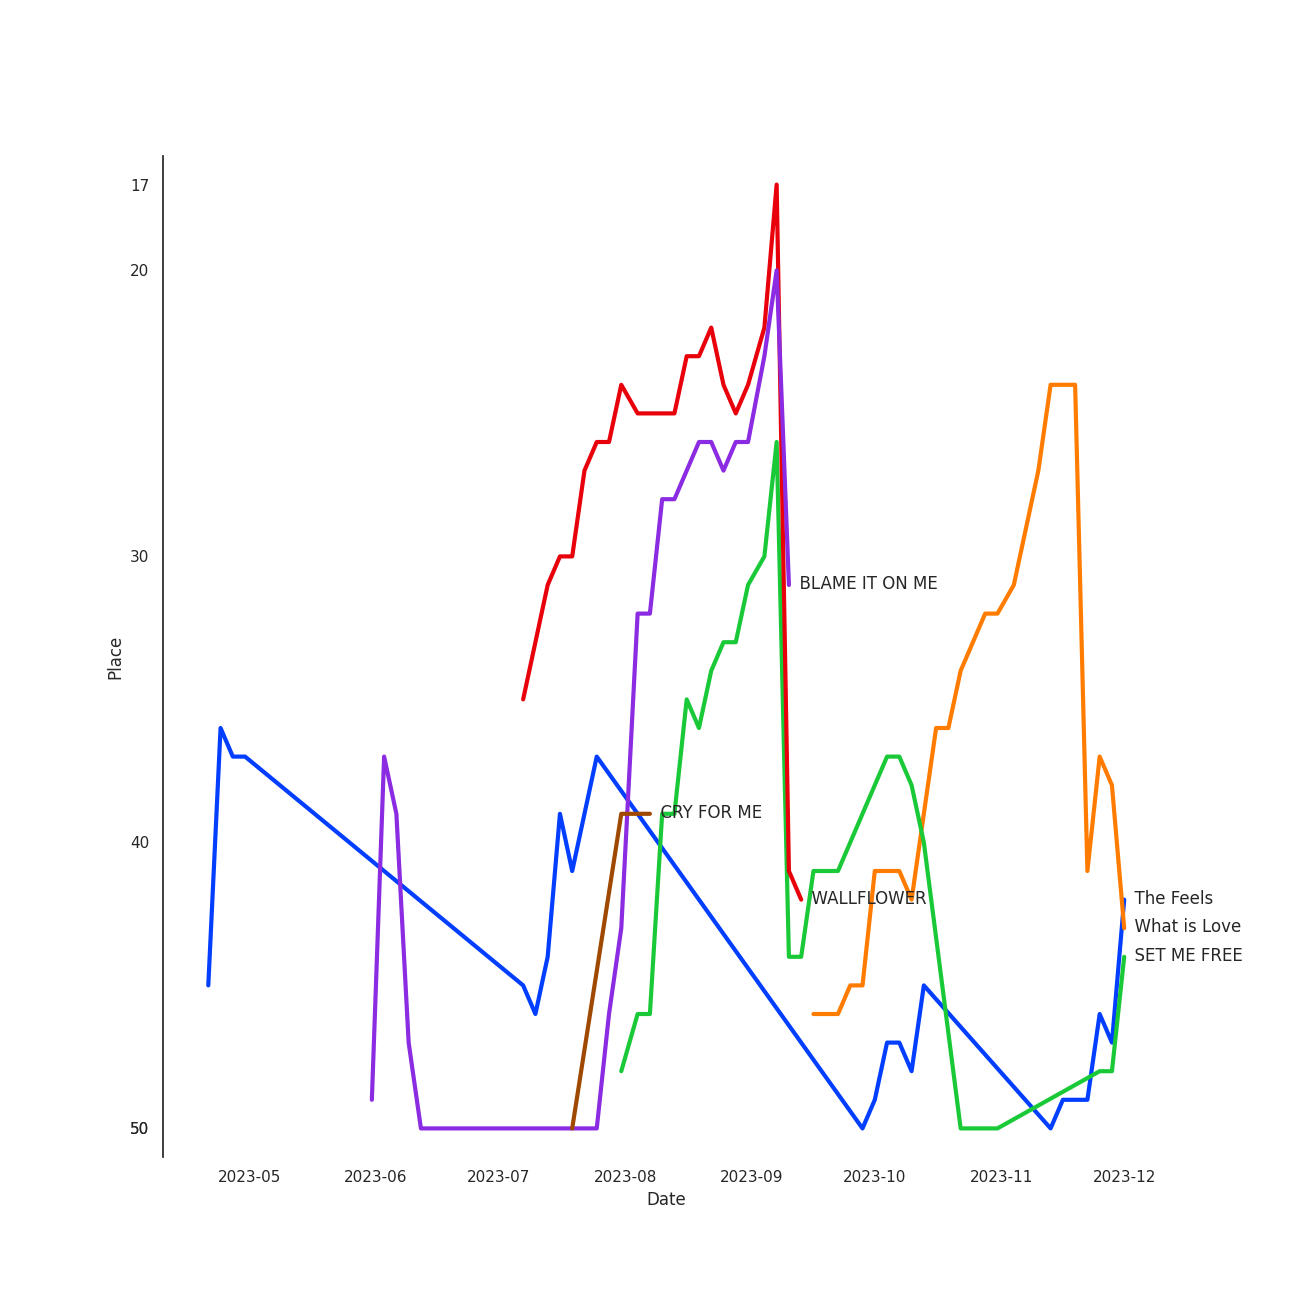 17
20
30
BLAME IT ON ME
Place
CRY FOR ME
40
WALLFLOWER
The Feels
What is Love
SET ME FREE
50
2023-05 2023-06 2023-07 2023-08 2023-09 2023-10 2023-11 2023-12
Date